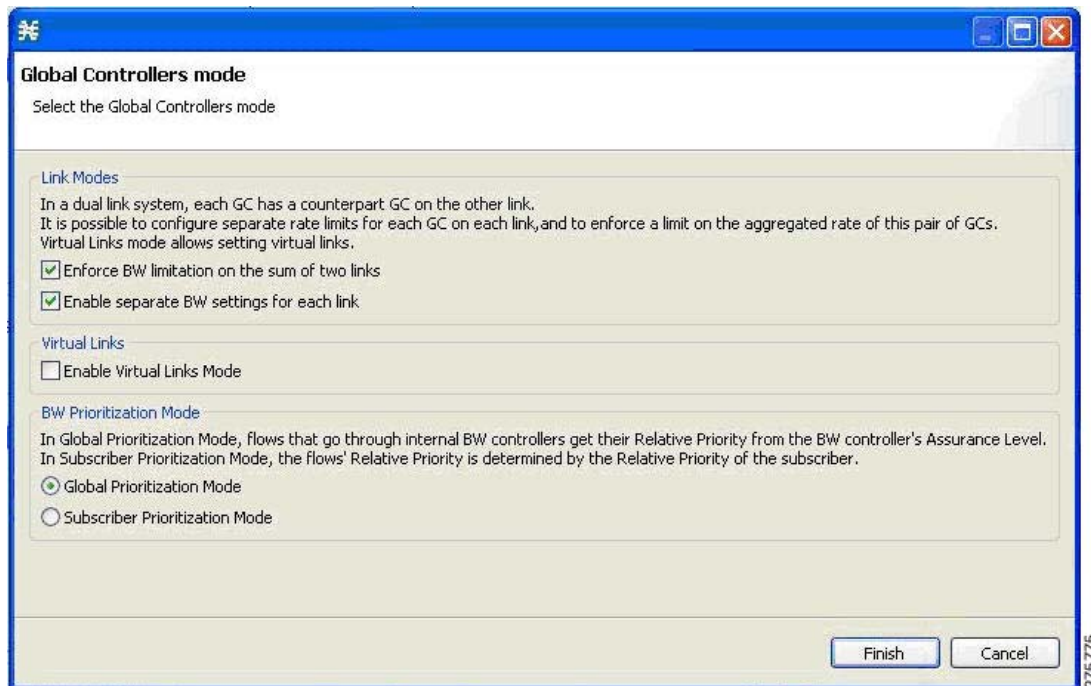 Global Controllers mode
Select the Global Controllers mode
Link Modes
In a dual link system, each GC has a counterpart GC on the other link.
It is possible to configure separate rate limits for each GC on each link,and to enforce a limit on the aggregated rate of this pair of GCs.
Virtual Links mode allows setting virtual links.
Enforce BW limitation on the sum of two links
Enable separate BW settings for each link
Virtual Links
Enable Virtual Links Mode
BW Prioritization Mode
In Global Prioritization Mode, flows that go through internal BW controllers get their Relative Priority from the BW controller's Assurance Level.
In Subscriber Prioritization Mode, the flows' Relative Priority is determined by the Relative Priority of the subscriber.
Global Prioritization Mode
Subscriber Prioritization Mode
Finish
Cancel